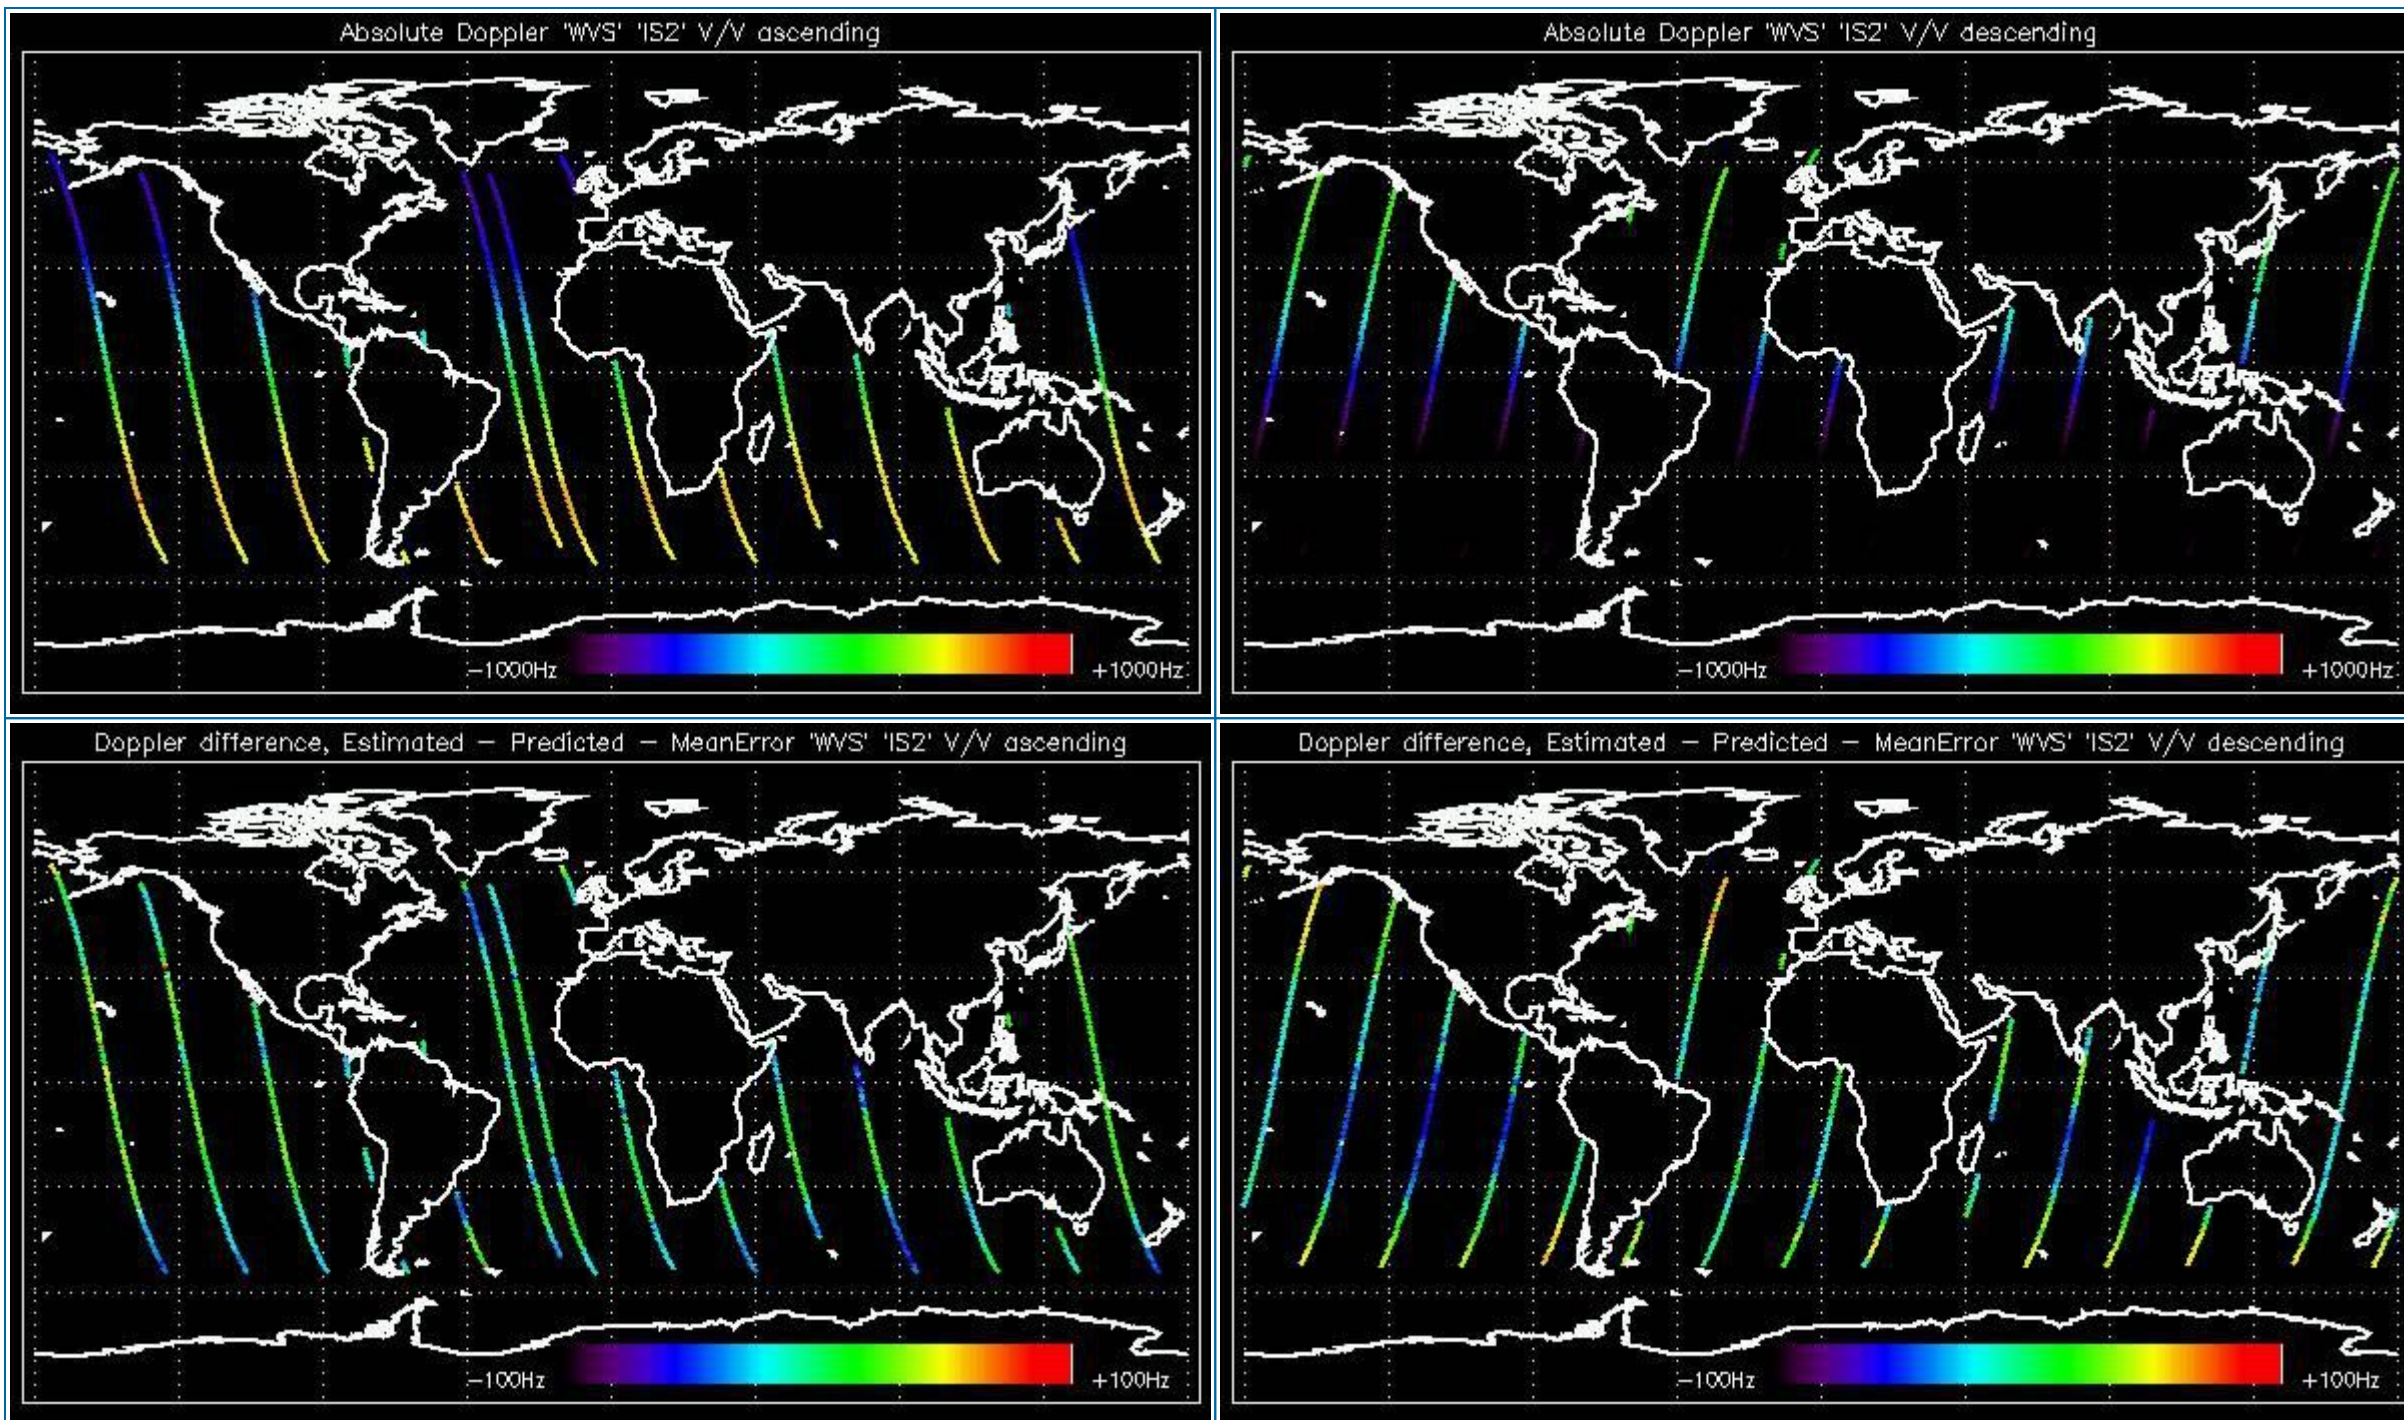 Absolute Doppler 'WVS' 'IS2' V/V ascending
-1000Hz
+1000Hz
Absolute Doppler 'WVS' 'IS2' V/V descending
-1000Hz
+1000Hz
Doppler difference, Estimated - Predicted - MeanError 'WVS' 'IS2' V/V ascending
-100Hz
+100Hz
Doppler difference, Estimated - Predicted - MeanError 'WVS' 'IS2' V/V descending
-100Hz
+100Hz